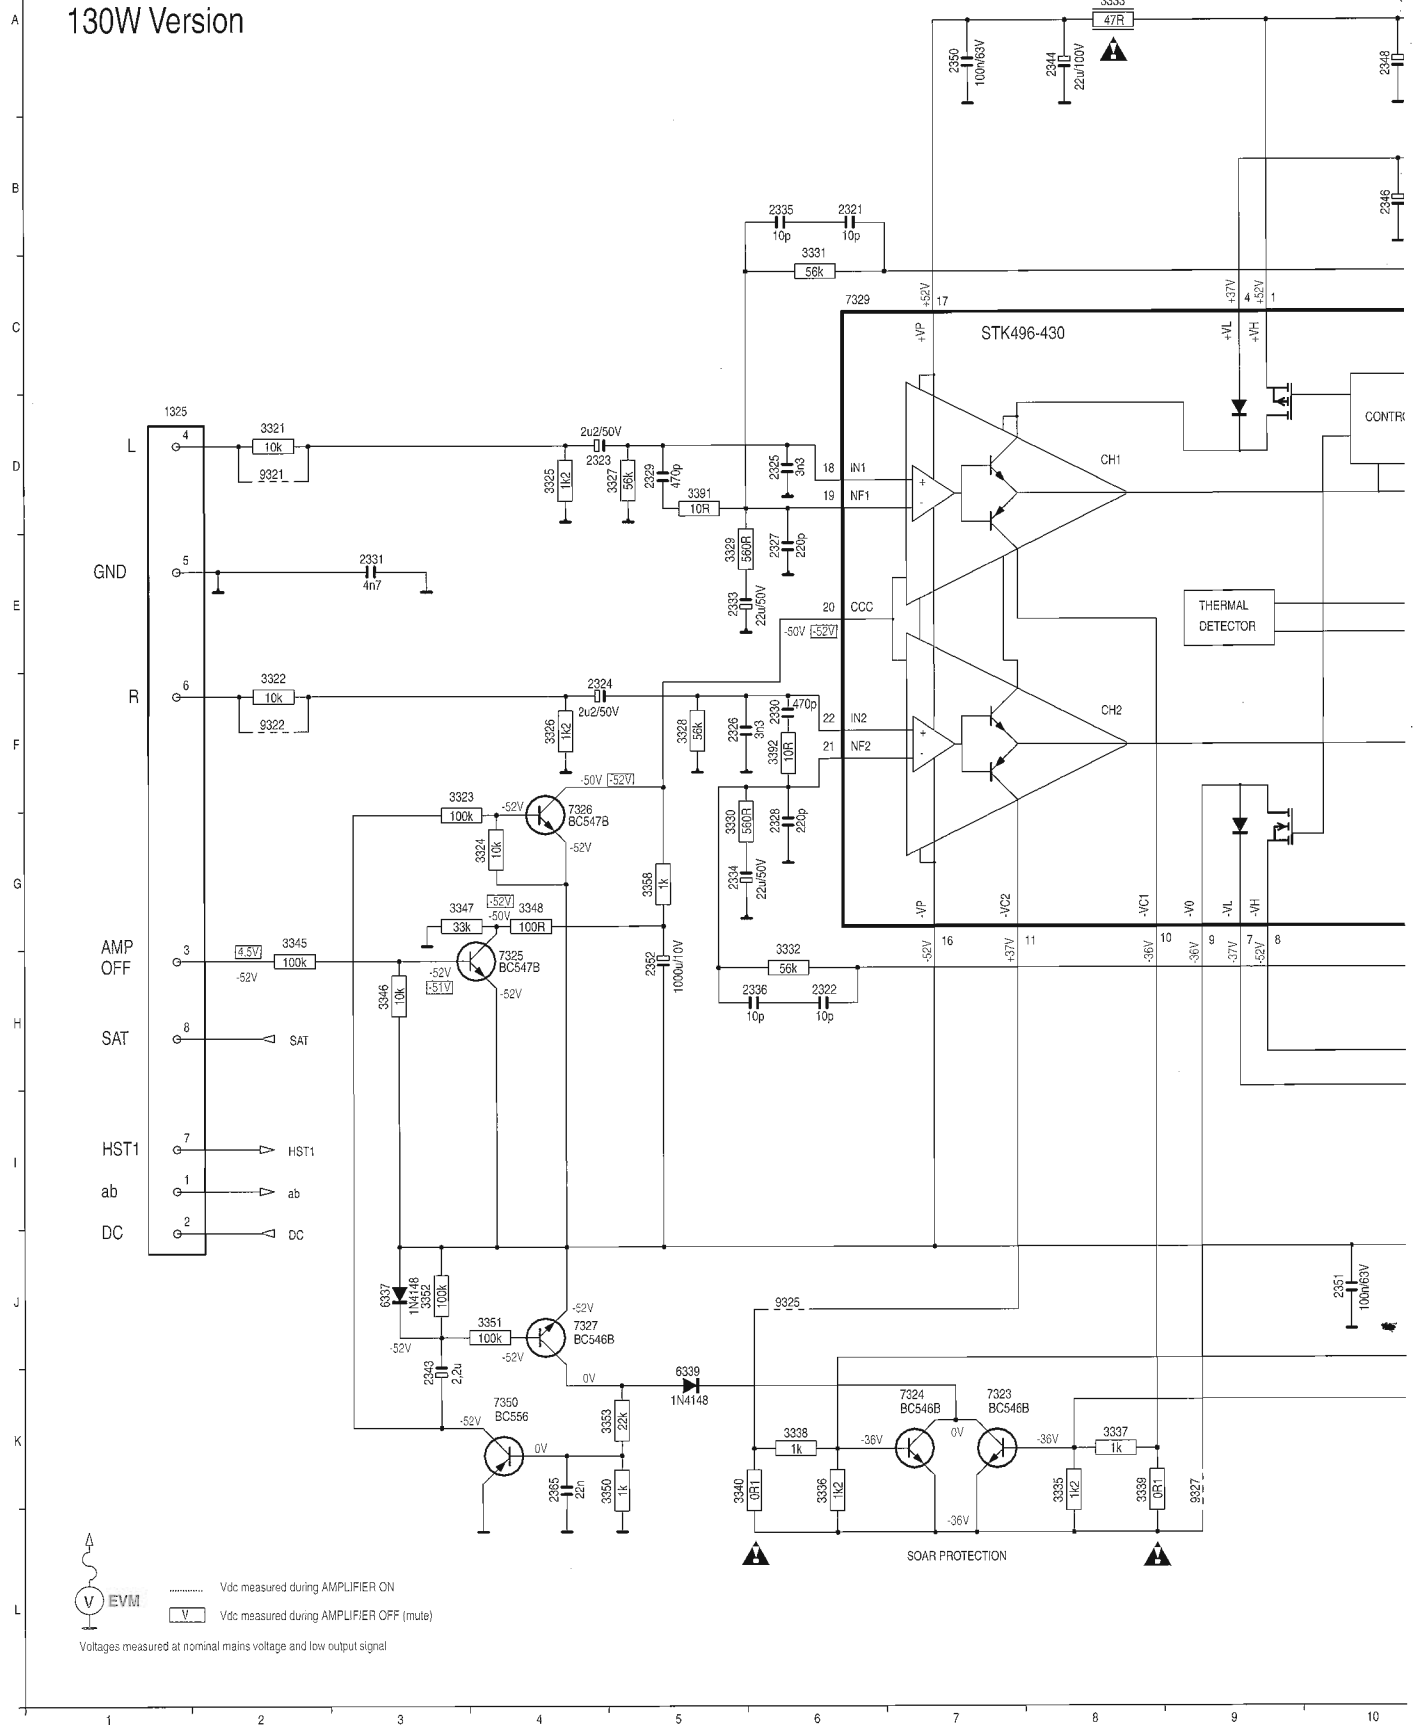 130W Version
A
3333
47R
2350
100n/63V
2344
22u/100V
2348
B
2346
2335
10p
2321
10p
3331
56k
C
7329
+52V
17
+VP
STK496-430
+37V
4
+52V
1
+VL
+VH
CONTRO
1325
D
L
4
3321
10k
9321
2u2/50V
2323
3325
1k2
3327
56k
2329
470p
3391
10R
2325
3n3
18
IN1
19
NF1
+
-
CH1
3329
560R
2327
220p
E
GND
5
2331
4n7
2333
22u/50V
20
CCC
-50V
-52V
THERMAL
DETECTOR
F
R
6
3322
10k
9322
2324
2u2/50V
3326
1k2
3328
56k
2326
3n3
2330
470p
3392
10R
22
IN2
21
NF2
+
-
CH2
-50V
-52V
3323
100k
-52V
7326
BC547B
3324
10k
-52V
3330
560R
2328
220p
G
3358
1k
2334
22u/50V
-52V
-50V
3347
33k
3348
100R
-VP
-VC2
-VC1
-V0
-VL
-VH
16
11
10
9
7
8
-52V
+37V
-36V
-36V
-37V
-52V
AMP
OFF
3
4.5V
-52V
3345
100k
7325
BC547B
-52V
-51V
-52V
2352
1000u/10V
3332
56k
3346
10k
2336
10p
2322
10p
H
SAT
8
SAT
I
HST1
7
HST1
ab
1
ab
DC
2
DC
J
6337
1N4148
3352
100k
-52V
7327
BC546B
3351
100k
-52V
-52V
9325
2351
100n/63V
2343
2,2u
0V
6339
1N4148
K
-52V
7350
BC556
0V
3353
22k
2365
22n
3350
1k
7324
BC546B
7323
BC546B
3338
1k
-36V
0V
-36V
3337
1k
3340
0R1
3336
1k2
3335
1k2
3339
0R1
9327
-36V
SOAR PROTECTION
L
V
EVM
Vdc measured during AMPLIFIER ON
V
Vdc measured during AMPLIFIER OFF (mute)
Voltages measured at nominal mains voltage and low output signal
1
2
3
4
5
6
7
8
9
10